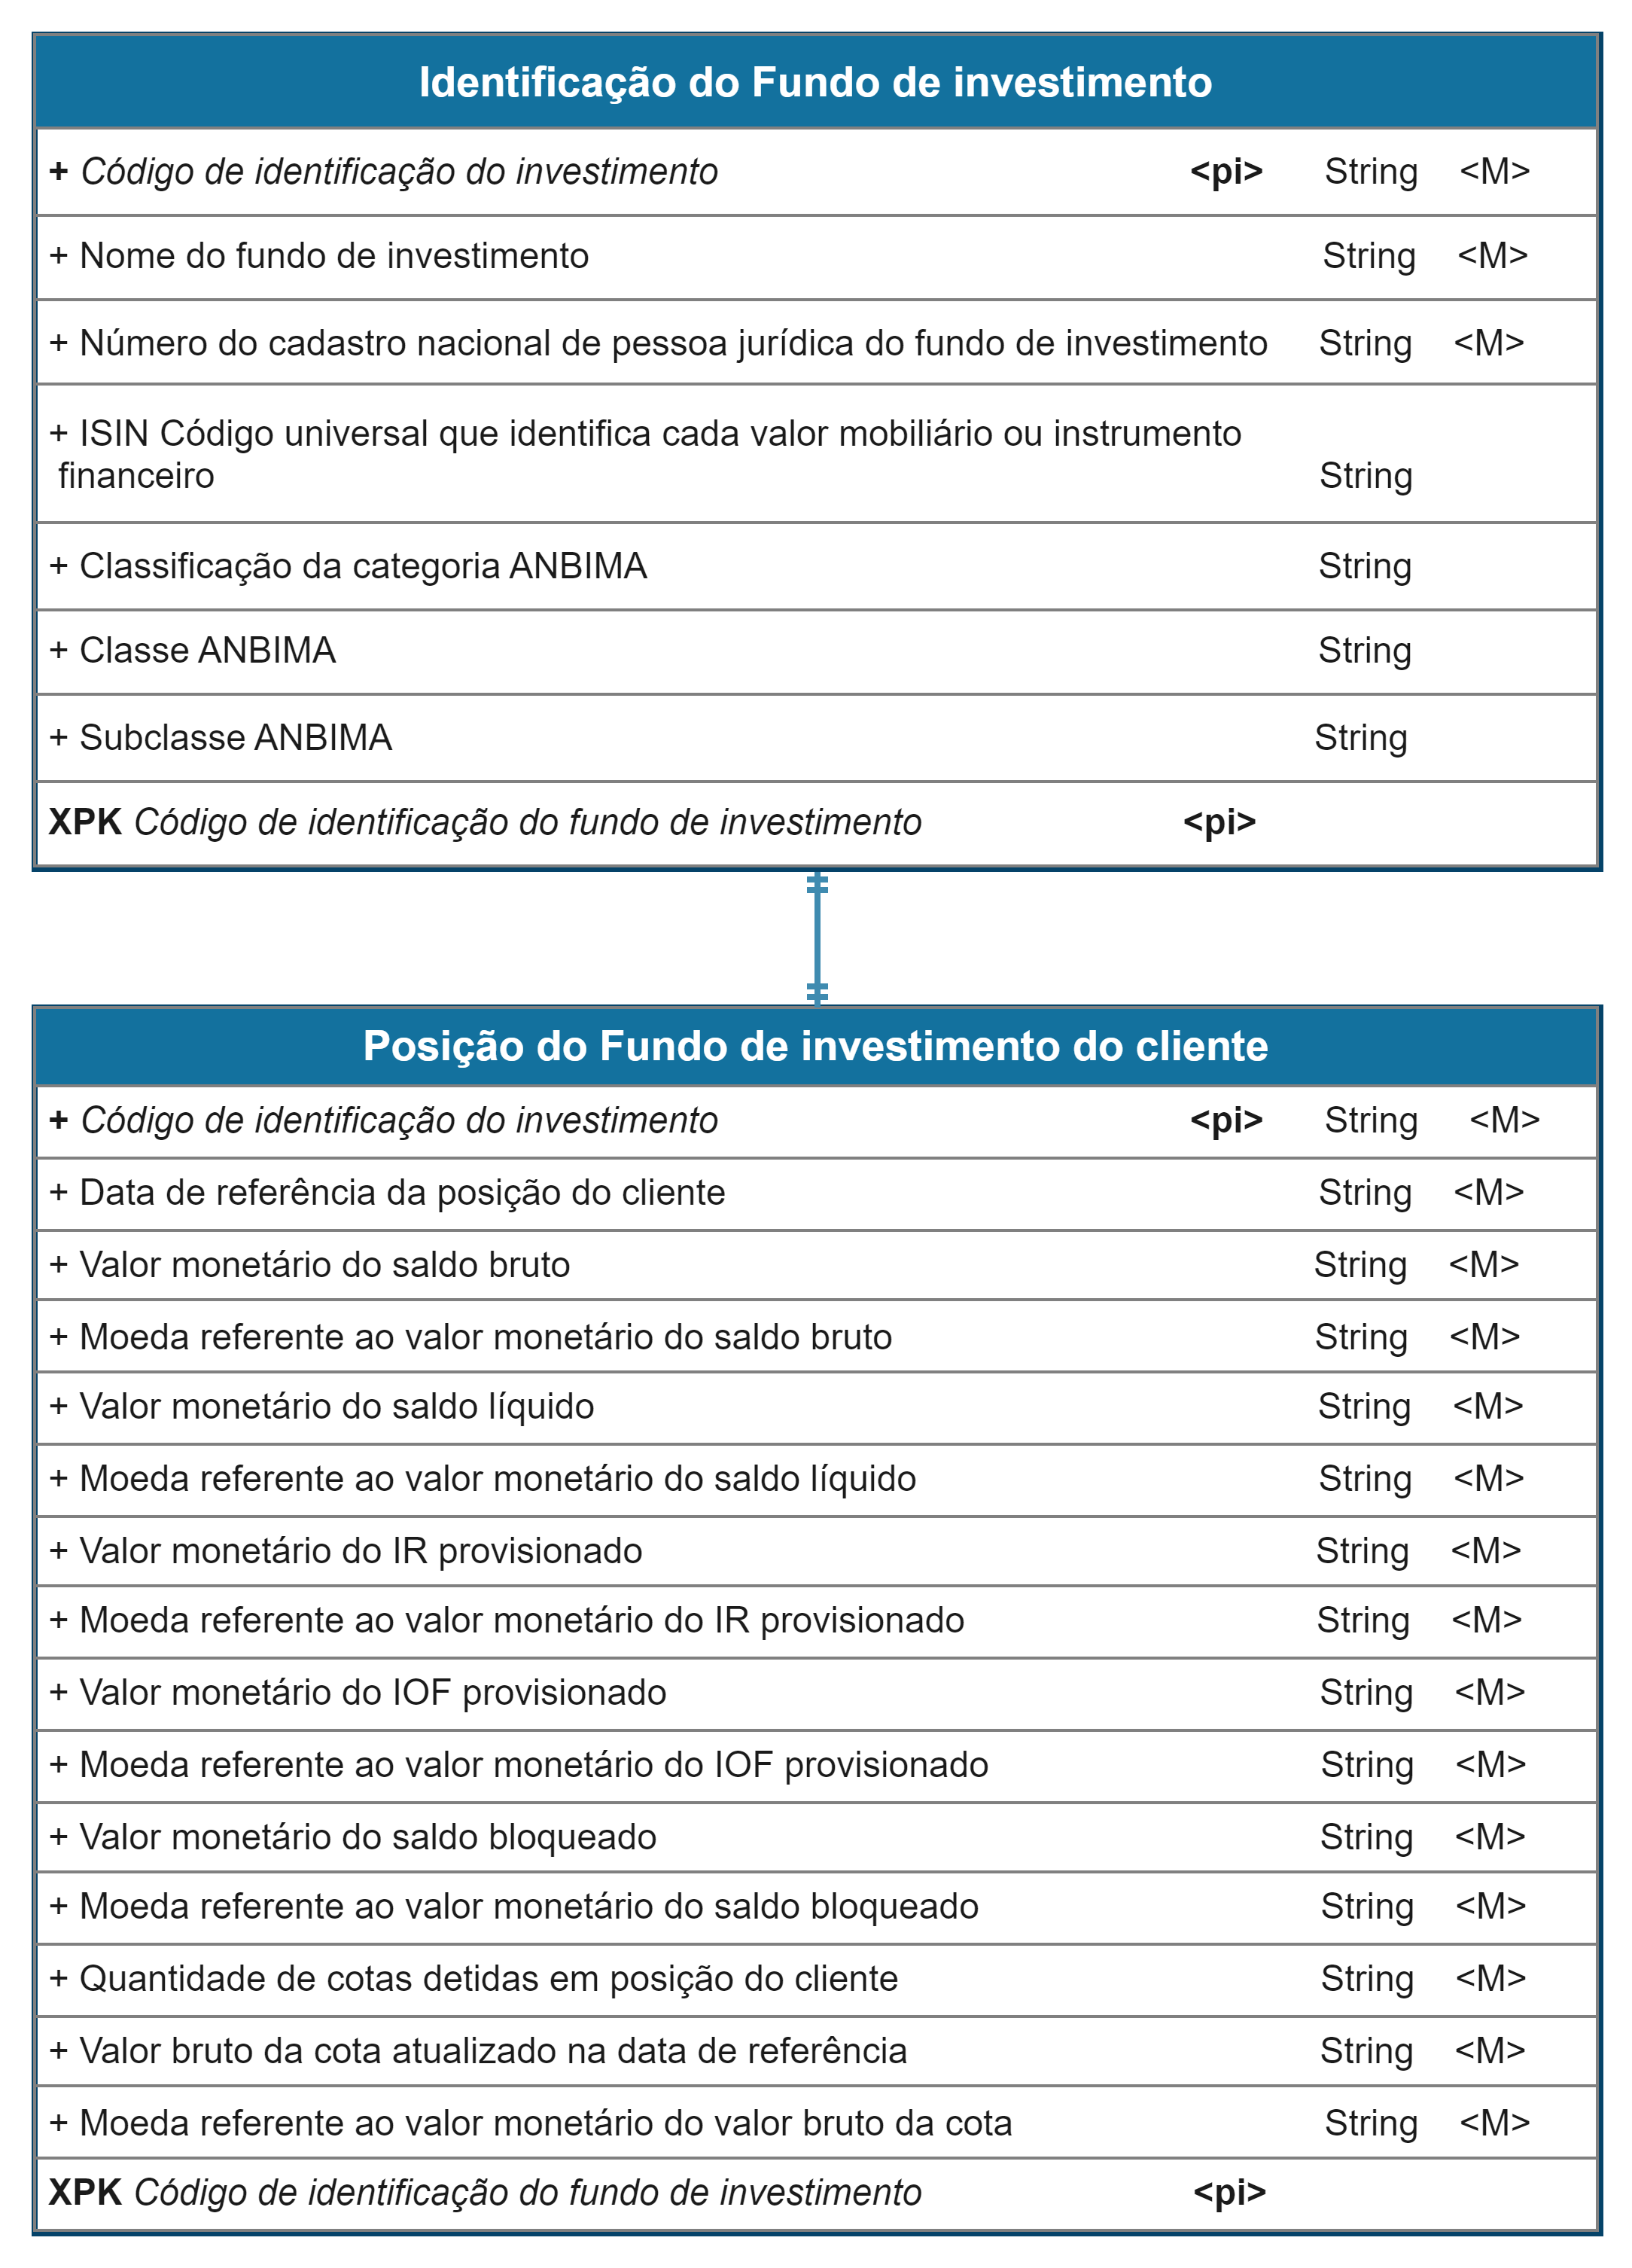 Identificação do Fundo de investimento
+ Código de identificação do investimento <pi> String <M>
+ Nome do fundo de investimento String <M>
+ Número do cadastro nacional de pessoa jurídica do fundo de investimento String <M>
+ ISIN Código universal que identifica cada valor mobiliário ou instrumento
financeiro String
+ Classificação da categoria ANBIMA String
+ Classe ANBIMA String
+ Subclasse ANBIMA String
XPK Código de identificação do fundo de investimento <pi>
Posição do Fundo de investimento do cliente
+ Código de identificação do investimento <pi> String <M>
+ Data de referência da posição do cliente String <M>
+ Valor monetário do saldo bruto String <M>
+ Moeda referente ao valor monetário do saldo bruto String <M>
+ Valor monetário do saldo líquido String <M>
+ Moeda referente ao valor monetário do saldo líquido String <M>
+ Valor monetário do IR provisionado String <M>
+ Moeda referente ao valor monetário do IR provisionado String <M>
+ Valor monetário do IOF provisionado String <M>
+ Moeda referente ao valor monetário do IOF provisionado String <M>
+ Valor monetário do saldo bloqueado String <M>
+ Moeda referente ao valor monetário do saldo bloqueado String <M>
+ Quantidade de cotas detidas em posição do cliente String <M>
+ Valor bruto da cota atualizado na data de referência String <M>
+ Moeda referente ao valor monetário do valor bruto da cota String <M>
XPK Código de identificação do fundo de investimento <pi>